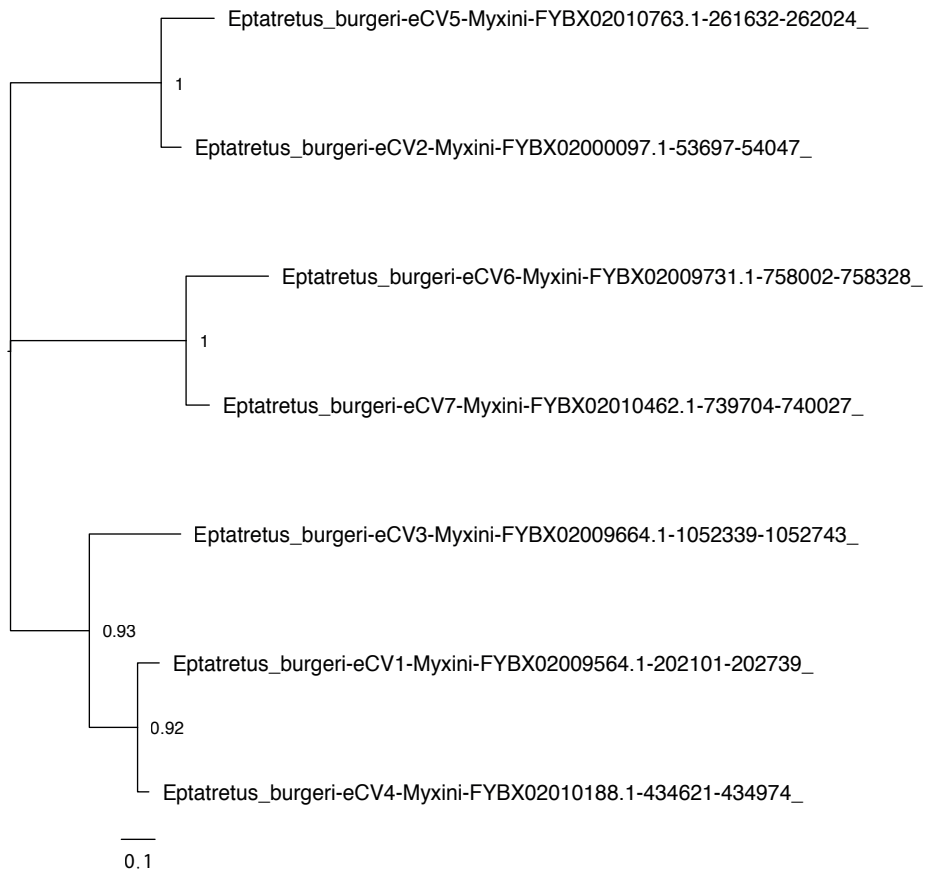 Eptatretus_burgeri-eCV5-Myxini-FYBX02010763.1-261632-262024_
1
Eptatretus_burgeri-eCV2-Myxini-FYBX02000097.1-53697-54047_
Eptatretus_burgeri-eCV6-Myxini-FYBX02009731.1-758002-758328_
1
Eptatretus_burgeri-eCV7-Myxini-FYBX02010462.1-739704-740027_
Eptatretus_burgeri-eCV3-Myxini-FYBX02009664.1-1052339-1052743_
0.93
Eptatretus_burgeri-eCV1-Myxini-FYBX02009564.1-202101-202739_
0.92
Eptatretus_burgeri-eCV4-Myxini-FYBX02010188.1-434621-434974_
0.1